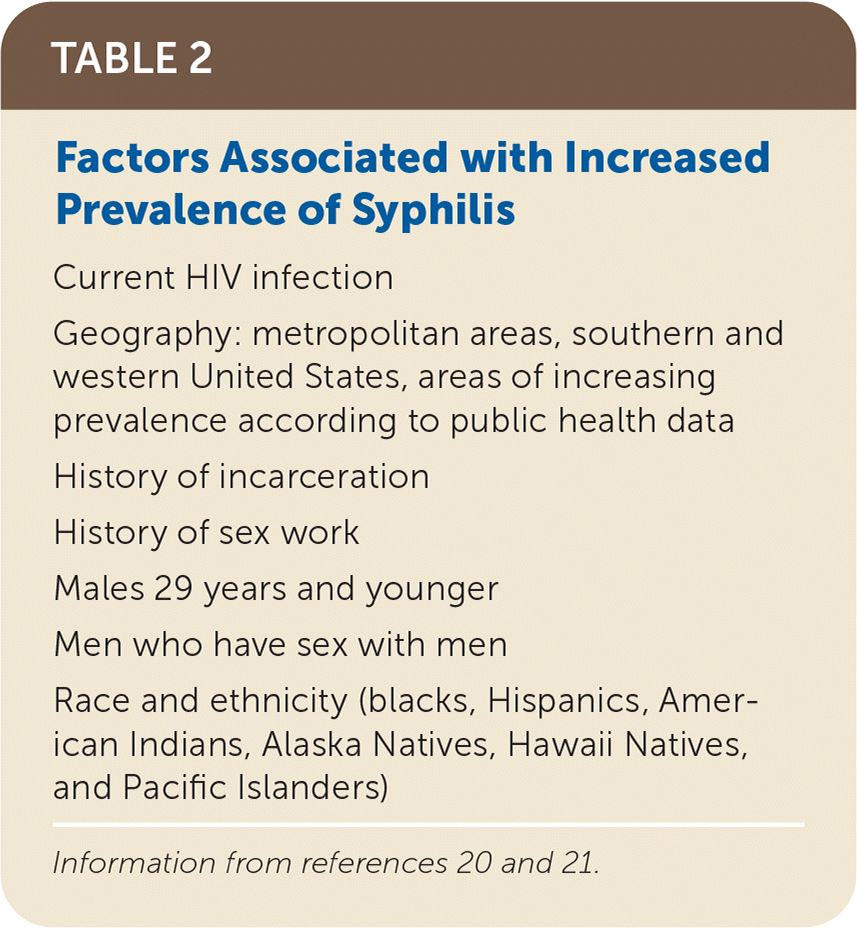 TABLE 2
Factors Associated with Increased
Prevalence of Syphilis
Current HIV infection
Geography: metropolitan areas, southern and
western United States, areas of increasing
prevalence according to public health data
History of incarceration
History of sex work
Males 29 years and younger
Men who have sex with men
Race and ethnicity (blacks, Hispanics, Amer-
ican Indians, Alaska Natives, Hawaii Natives,
and Pacific Islanders)
Information from references 20 and 21.